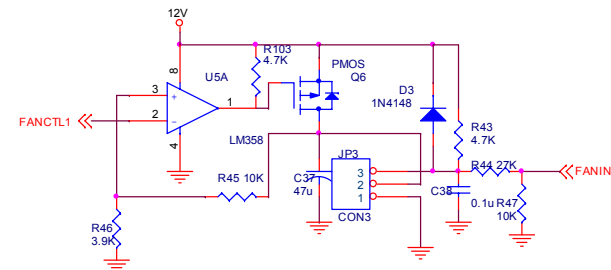 12V
R103
4.7K
PMOS
Q6
8
U5A
3
+
1
2
-
FANCTL1
4
LM358
D3
1N4148
R43
4.7K
JP3
R45 10K
C37
47u
3
2
1
CON3
R44 27K
FANIN
C38
0.1u
R47
10K
R46
3.9K